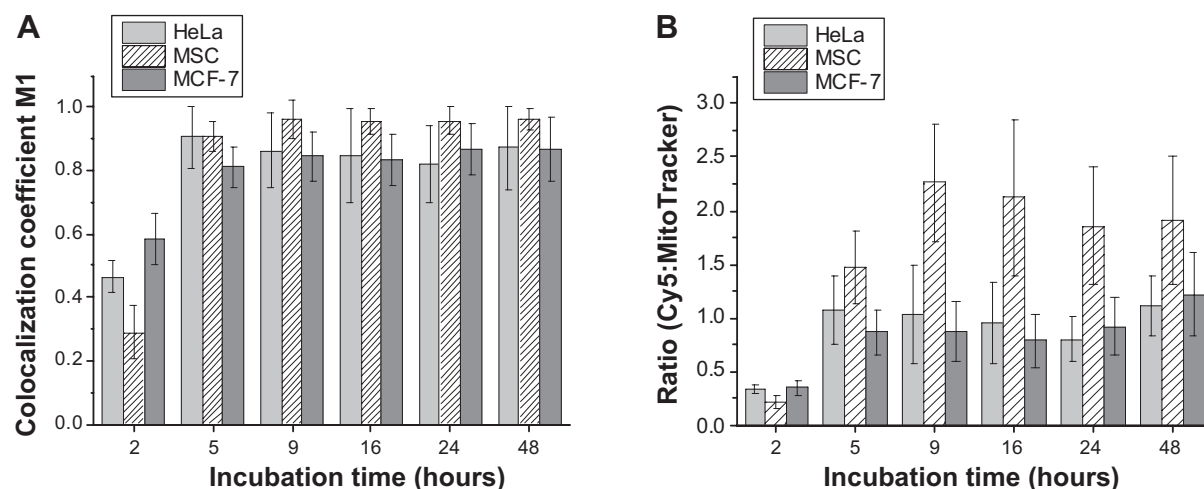 A
HeLa
MSC
MCF-7
Colocalization coefficient M1
1.0
0.8
0.6
0.4
0.2
0.0
2 5 9 16 24 48
Incubation time (hours)
B
HeLa
MSC
MCF-7
Ratio (Cy5:MitoTracker)
3.0
2.5
2.0
1.5
1.0
0.5
0.0
2 5 9 16 24 48
Incubation time (hours)